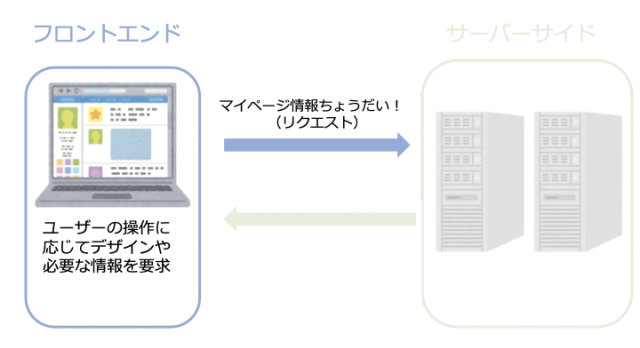 フロントエンド
サーバーサイド
マイページ情報ちょうだい！
（リクエスト）
ユーザーの操作に
応じてデザインや
必要な情報を要求